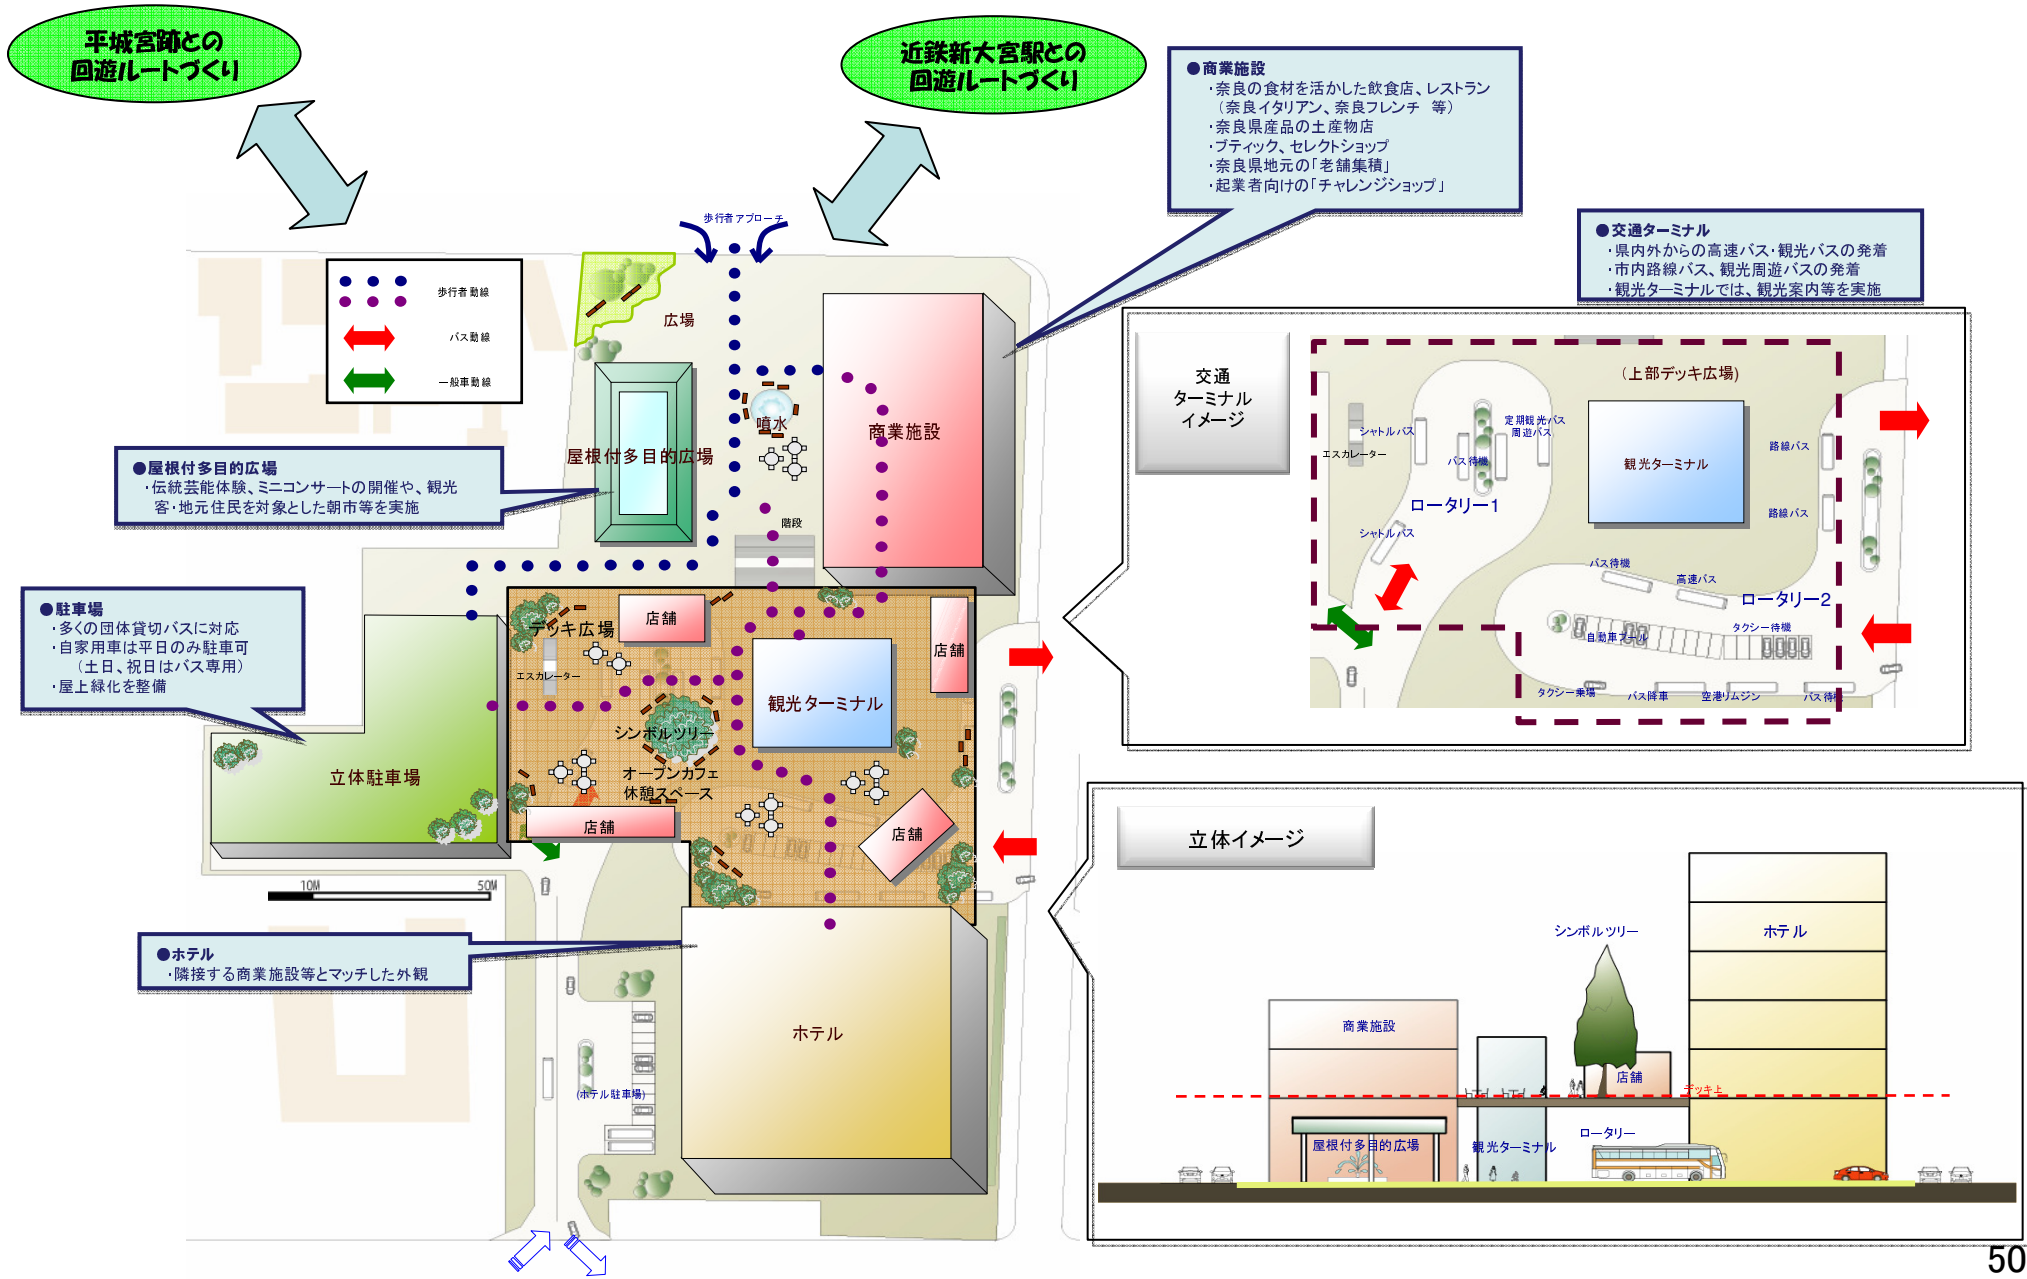 平城宮跡との
回遊ルートづくり
近鉄新大宮駅との
回遊ルートづくり
●商業施設
・奈良の食材を活かした飲食店、レストラン
（奈良イタリアン、奈良フレンチ 等）
・奈良県産品の土産物店
・ブティック、セレクトショップ
・奈良県地元の「老舗集積」
・起業者向けの「チャレンジショップ」
●交通ターミナル
・県内外からの高速バス・観光バスの発着
・市内路線バス、観光周遊バスの発着
・観光ターミナルでは、観光案内等を実施
歩行者アプローチ
歩行者動線
バス動線
一般車動線
広場
噴水
商業施設
屋根付多目的広場
階段
●屋根付多目的広場
・伝統芸能体験、ミニコンサートの開催や、観光
客・地元住民を対象とした朝市等を実施
●駐車場
・多くの団体貸切バスに対応
・自家用車は平日のみ駐車可
（土日、祝日はバス専用）
・屋上緑化を整備
デッキ広場
店舗
店舗
エスカレーター
観光ターミナル
シンボルツリー
オープンカフェ
休憩スペース
立体駐車場
店舗
店舗
10M
50M
●ホテル
・隣接する商業施設等とマッチした外観
ホテル
(ホテル駐車場)
交通
ターミナル
イメージ
(上部デッキ広場)
シャトルバス
定期観光バス
周遊バス
エスカレーター
バス待機
観光ターミナル
路線バス
ロータリー1
路線バス
シャトルバス
バス待機
高速バス
ロータリー2
自動車プール
タクシー待機
タクシー乗場
バス降車
空港リムジン
バス待機
立体イメージ
シンボルツリー
ホテル
商業施設
店舗
デッキ上
屋根付多目的広場
観光ターミナル
ロータリー
50